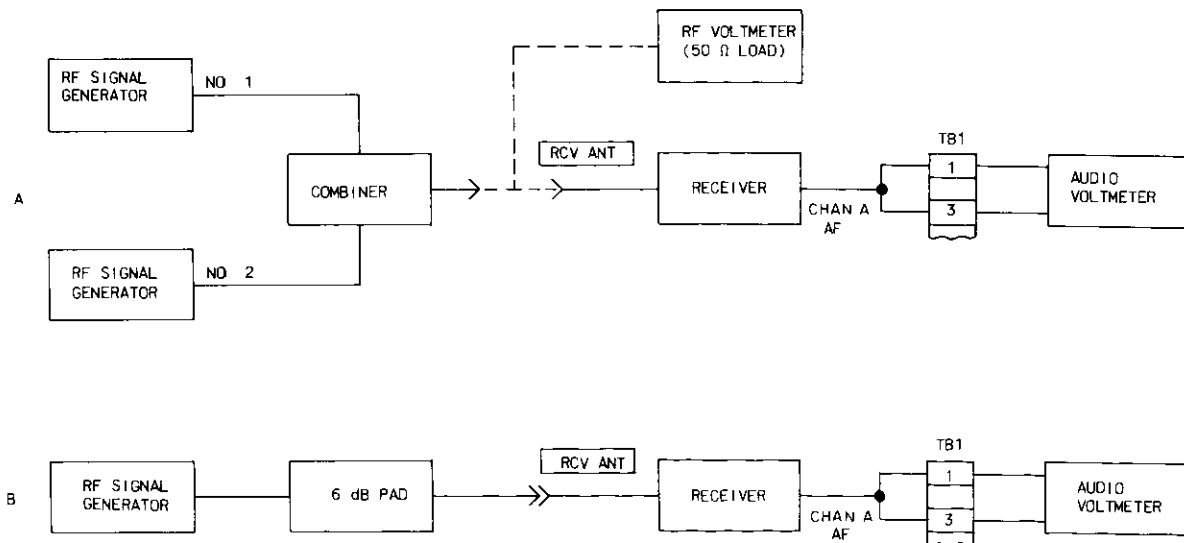 RF VOLTMETER
(50 Ω LOAD)
RF SIGNAL
GENERATOR
NO 1
TB1
RCV ANT
1
A
COMBINER
RECEIVER
AUDIO
VOLTMETER
CHAN A
AF
3
RF SIGNAL
GENERATOR
NO 2
TB1
RCV ANT
1
B
RF SIGNAL
GENERATOR
6 dB PAD
RECEIVER
AUDIO
VOLTMETER
CHAN A
AF
3